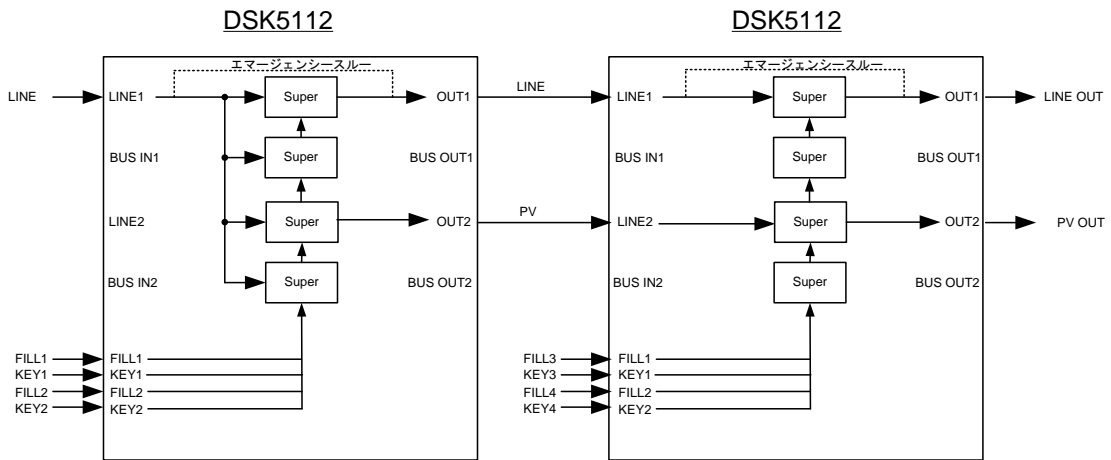 DSK5112
DSK5112
エマージェンシースルー
エマージェンシースルー
LINE
LINE1
Super
OUT1
LINE
LINE1
Super
OUT1
LINE OUT
BUS IN1
Super
BUS OUT1
BUS IN1
Super
BUS OUT1
LINE2
Super
OUT2
PV
LINE2
Super
OUT2
PV OUT
BUS IN2
Super
BUS OUT2
BUS IN2
Super
BUS OUT2
FILL1
FILL1
FILL3
FILL1
KEY1
KEY1
KEY3
KEY1
FILL2
FILL2
FILL4
FILL2
KEY2
KEY2
KEY4
KEY2